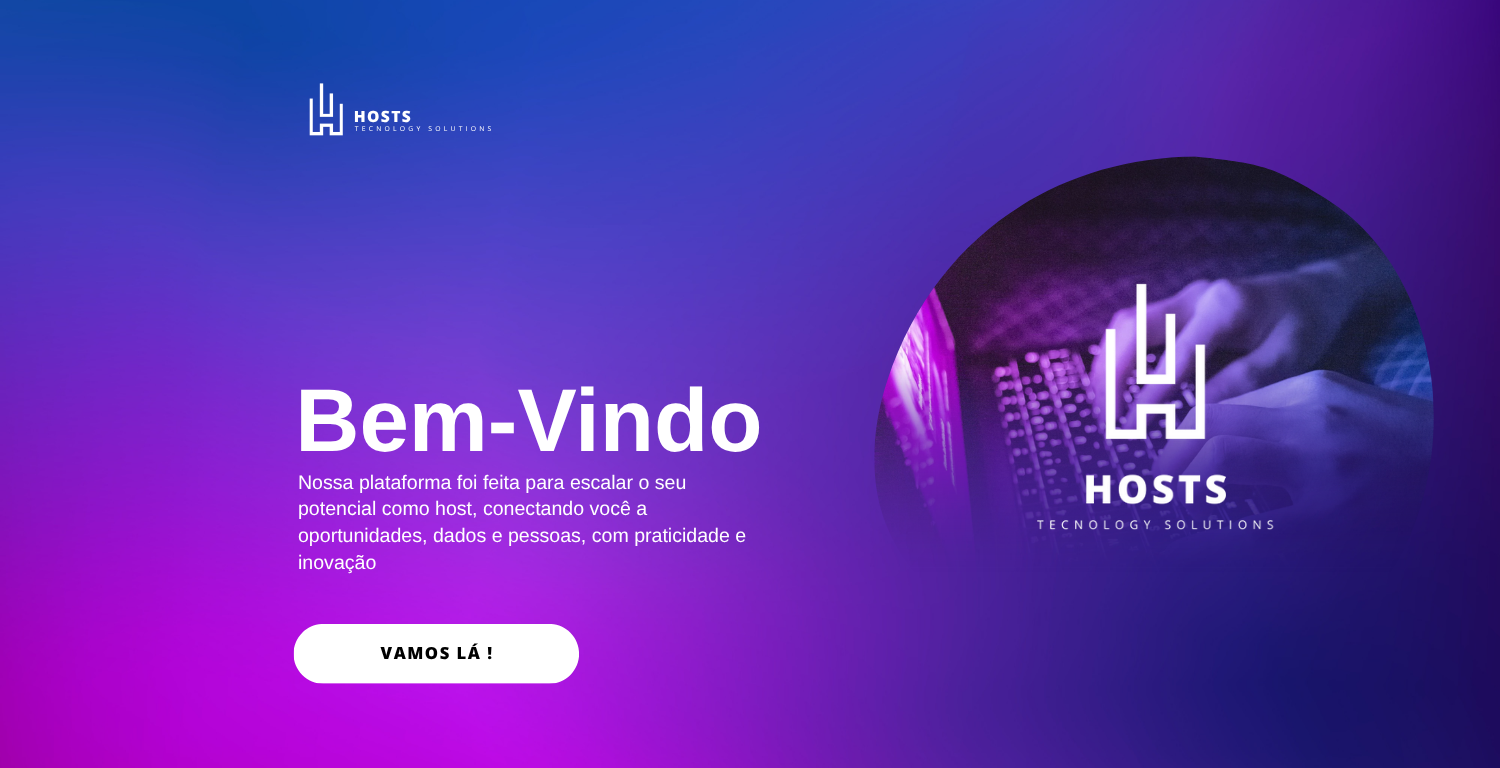 HOSTS
TECNOLOGY SOLUTIONS
Bem-Vindo
Nossa plataforma foi feita para escalar o seu
potencial como host, conectando você a
oportunidades, dados e pessoas, com praticidade e
inovação
VAMOS LÁ !
HOSTS
TECNOLOGY SOLUTIONS